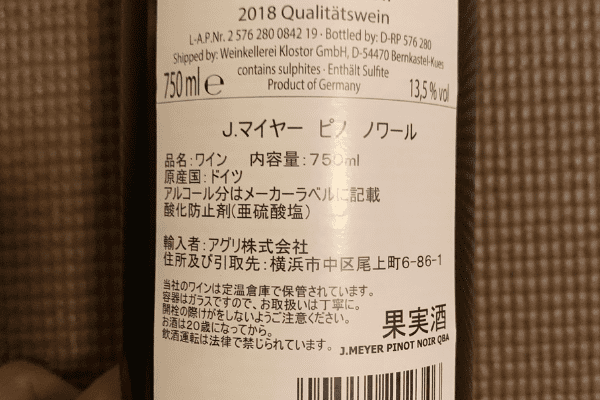 2018 Qualitätswein
L-A.P.Nr. 2 576 280 0842 19 · Bottled by: D-RP 576 280
Shipped by: Weinkellerei Klostor GmbH, D-54470 Bernkastel-Kues
contains sulphites · Enthält Sulfite
750 ml e Product of Germany 13,5 % vol
J.マイヤー ピノ ノワール
品名:ワイン 内容量:750ml
原産国:ドイツ
アルコール分はメーカーラベルに記載
酸化防止剤(亜硫酸塩)
輸入者:アグリ株式会社
住所及び引取先:横浜市中区尾上町6-86-1
当社のワインは定温倉庫で保管されています。
容器はガラスですので、お取扱いは丁寧に。
開栓の際けがをしないようご注意ください。
お酒は20歳になってから。
飲酒運転は法律で禁じられています。
果実酒
J.MEYER PINOT NOIR QBA